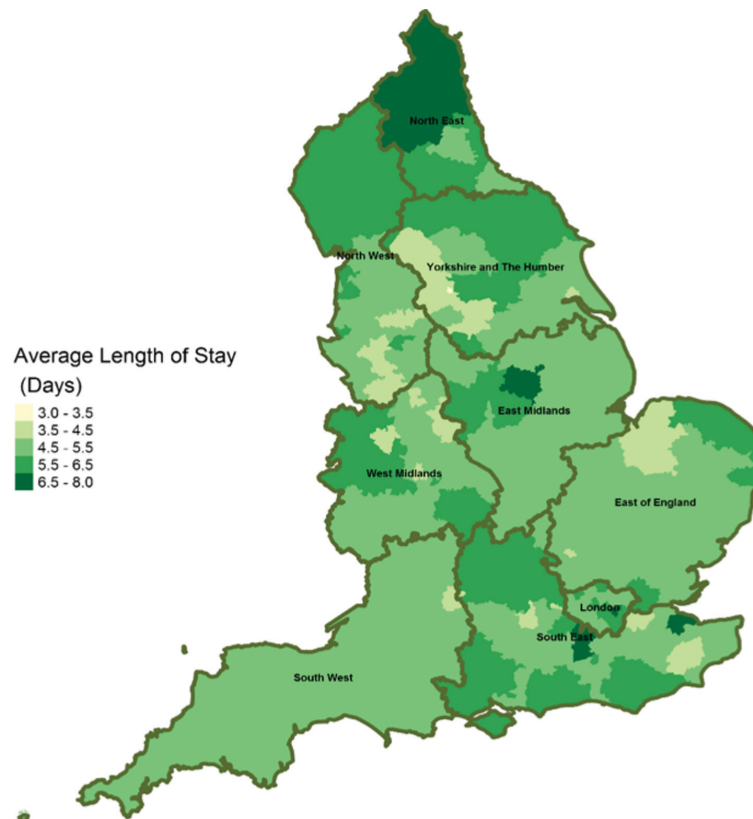 North East
North West
Yorkshire and The Humber
Average Length of Stay
(Days)
3.0 - 3.5
3.5 - 4.5
4.5 - 5.5
5.5 - 6.5
6.5 - 8.0
East Midlands
West Midlands
East of England
London
South East
South West